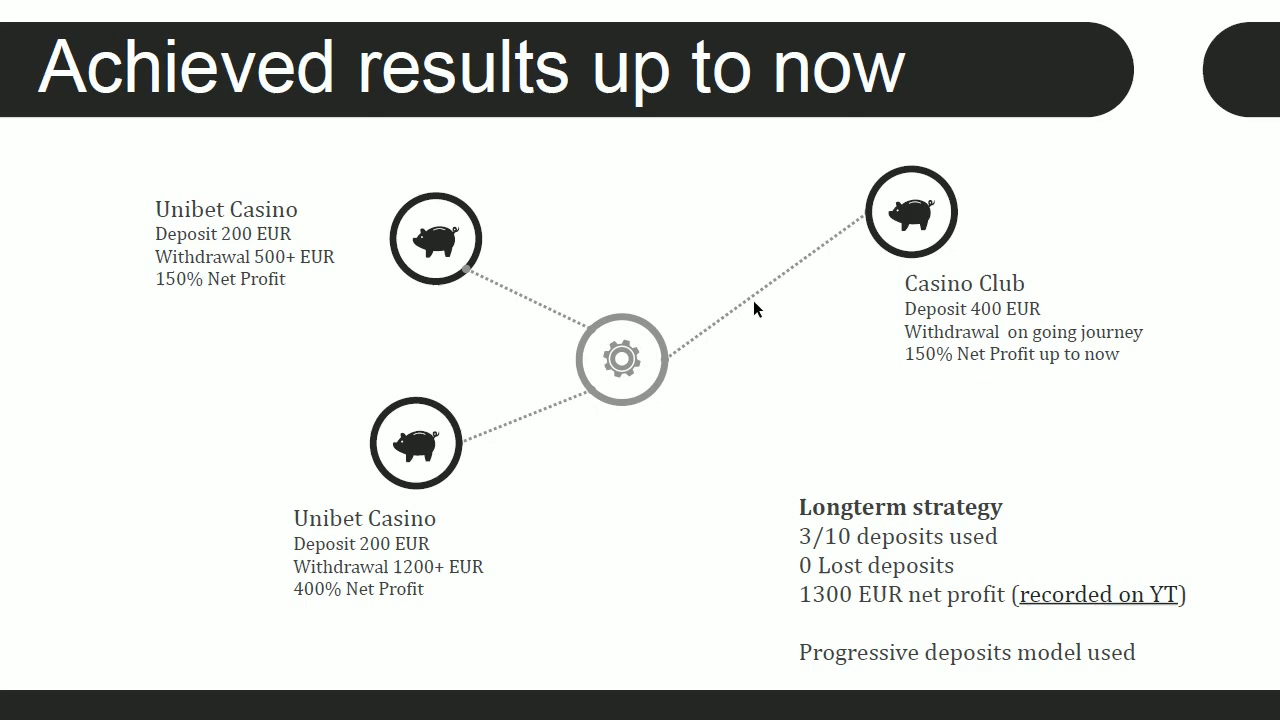 Achieved results up to now
Unibet Casino
Deposit 200 EUR
Withdrawal 500+ EUR
150% Net Profit
Casino Club
Deposit 400 EUR
Withdrawal  on going journey
150% Net Profit up to now
Unibet Casino
Deposit 200 EUR
Withdrawal 1200+ EUR
400% Net Profit
Longterm strategy
3/10 deposits used
0 Lost deposits
1300 EUR net profit (recorded on YT)
Progressive deposits model used